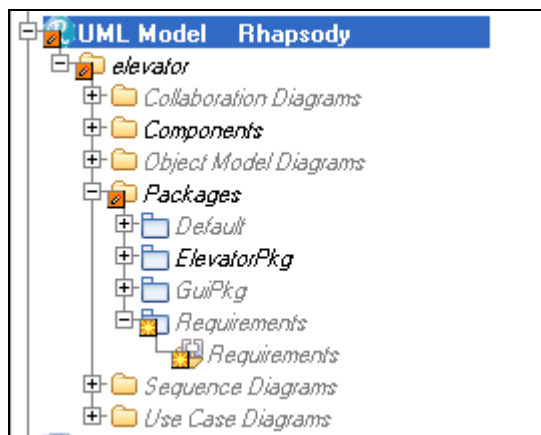 UML Model Rhapsody
elevator
Collaboration Diagrams
Components
Object Model Diagrams
Packages
Default
ElevatorPkg
GuiPkg
Requirements
Requirements
Sequence Diagrams
Use Case Diagrams